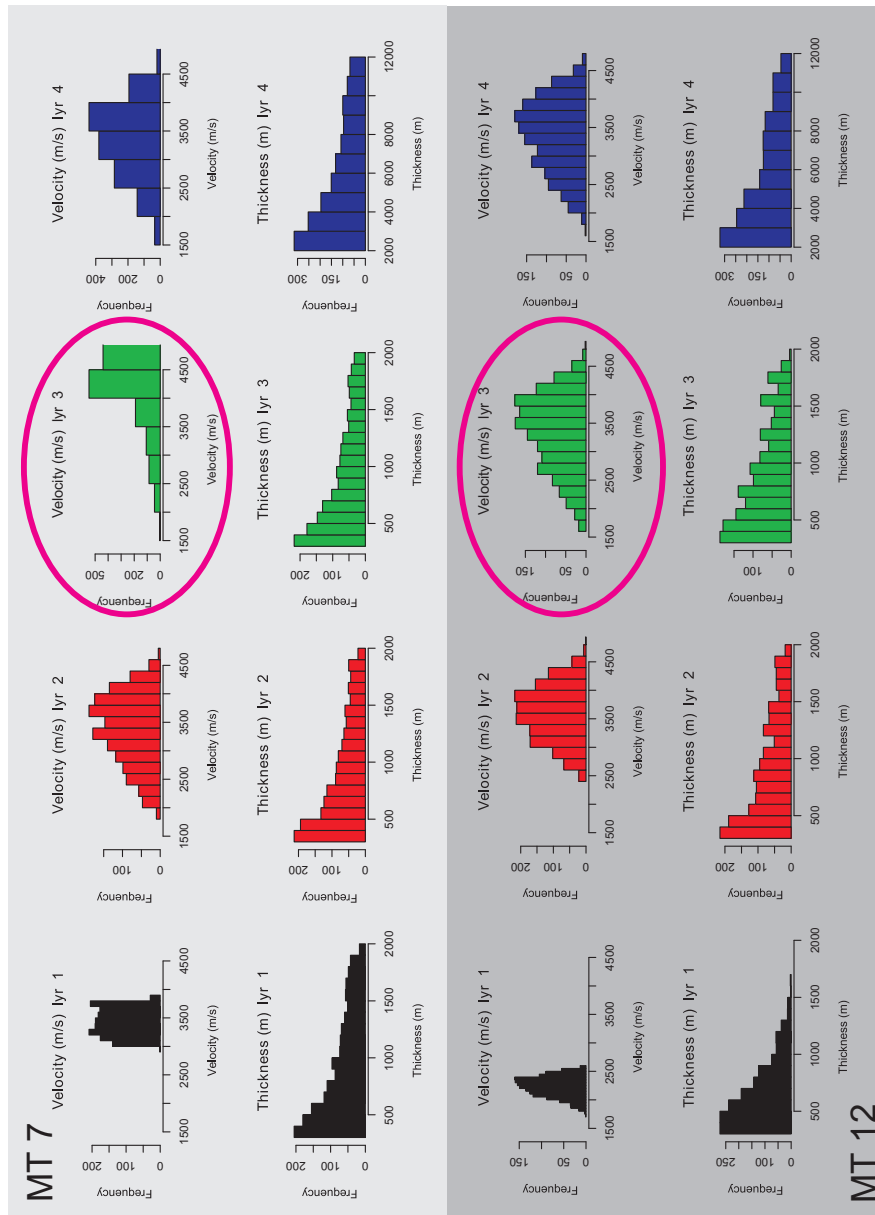 MT 7
Velocity (m/s) lyr 1
Frequency
0 100 200
1500 2500 3500 4500
Velocity (m/s)
Velocity (m/s) lyr 2
Frequency
0 100
1500 2500 3500 4500
Velocity (m/s)
Velocity (m/s) lyr 3
Frequency
0 200 500
1500 2500 3500 4500
Velocity (m/s)
Velocity (m/s) lyr 4
Frequency
0 200 400
1500 2500 3500 4500
Velocity (m/s)
Thickness (m) lyr 1
Frequency
0 100 200
500 1000 1500 2000
Thickness (m)
Thickness (m) lyr 2
Frequency
0 100 200
500 1000 1500 2000
Thickness (m)
Thickness (m) lyr 3
Frequency
0 100 200
500 1000 1500 2000
Thickness (m)
Thickness (m) lyr 4
Frequency
0 150 300
2000 4000 6000 8000 12000
Thickness (m)
Velocity (m/s) lyr 1
Frequency
0 50 150
1500 2500 3500 4500
Velocity (m/s)
Velocity (m/s) lyr 2
Frequency
0 100 200
1500 2500 3500 4500
Velocity (m/s)
Velocity (m/s) lyr 3
Frequency
0 50 150
1500 2500 3500 4500
Velocity (m/s)
Velocity (m/s) lyr 4
Frequency
0 50 150
1500 2500 3500 4500
Velocity (m/s)
Thickness (m) lyr 1
Frequency
0 100 250
500 1000 1500 2000
Thickness (m)
Thickness (m) lyr 2
Frequency
0 100 200
500 1000 1500 2000
Thickness (m)
Thickness (m) lyr 3
Frequency
0 100
500 1000 1500 2000
Thickness (m)
Thickness (m) lyr 4
Frequency
0 150 300
2000 4000 6000 8000 12000
Thickness (m)
MT 12